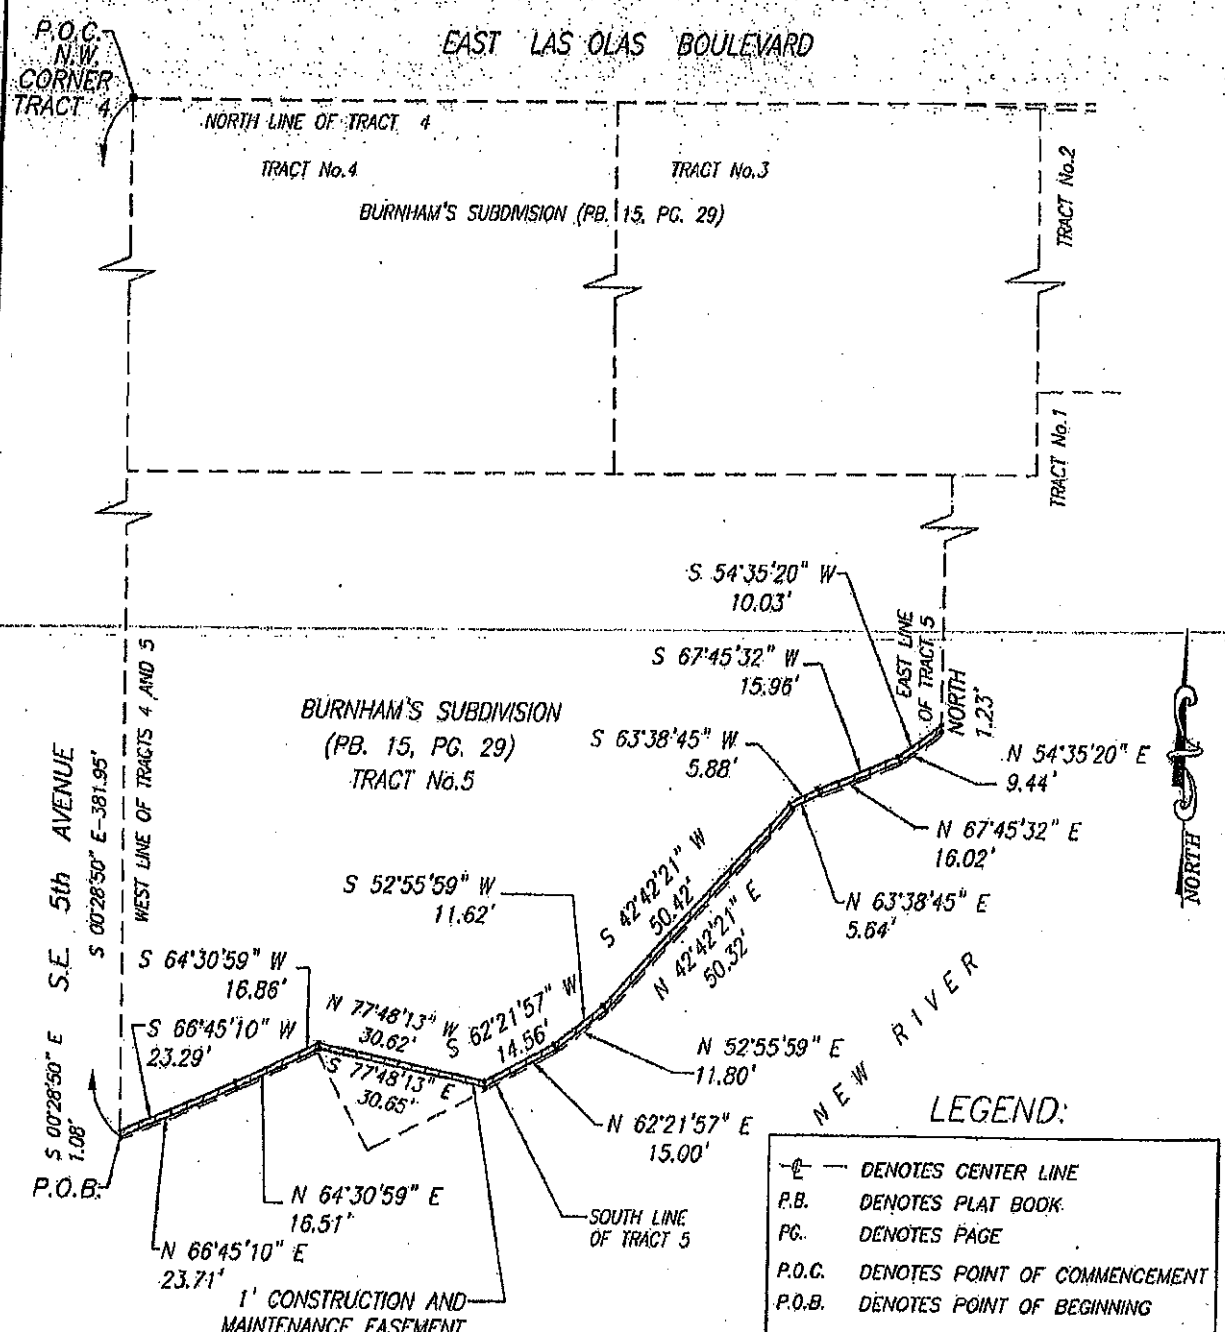 P.O.C.
N.W.
CORNER
TRACT 4
EAST LAS OLAS BOULEVARD
NORTH LINE OF TRACT 4
TRACT No.4
TRACT No.3
BURNHAM'S SUBDIVISION (PB. 15, PG. 29)
TRACT No.2
TRACT No.1
S 54°35'20" W
10.03'
S 67°45'32" W
15.96'
EAST LINE
OF TRACT 5
NORTH
1.23'
BURNHAM'S SUBDIVISION
(PB. 15, PG. 29)
TRACT No.5
S 63°38'45" W
5.88'
N 54°35'20" E
9.44'
N 67°45'32" E
16.02'
N 63°38'45" E
5.64'
NORTH
S.E. 5th AVENUE
S 00°28'50" E-381.95'
WEST LINE OF TRACTS 4 AND 5
S 52°55'59" W
11.62'
S 42°42'21" W
50.42'
N 42°42'21" E
50.32'
S 64°30'59" W
16.86'
S 66°45'10" W
23.29'
N 77°48'13" W
30.62'
S 77°48'13" E
30.65'
S 62°21'57" W
14.56'
N 52°55'59" E
11.80'
N 62°21'57" E
15.00'
NEW RIVER
S 00°28'50" E
1.08'
P.O.B.
N 64°30'59" E
16.51'
N 66°45'10" E
23.71'
SOUTH LINE
OF TRACT 5
1' CONSTRUCTION AND
MAINTENANCE EASEMENT
LEGEND:
-℄ — DENOTES CENTER LINE
P.B. DENOTES PLAT BOOK
PG. DENOTES PAGE
P.O.C. DENOTES POINT OF COMMENCEMENT
P.O.B. DENOTES POINT OF BEGINNING